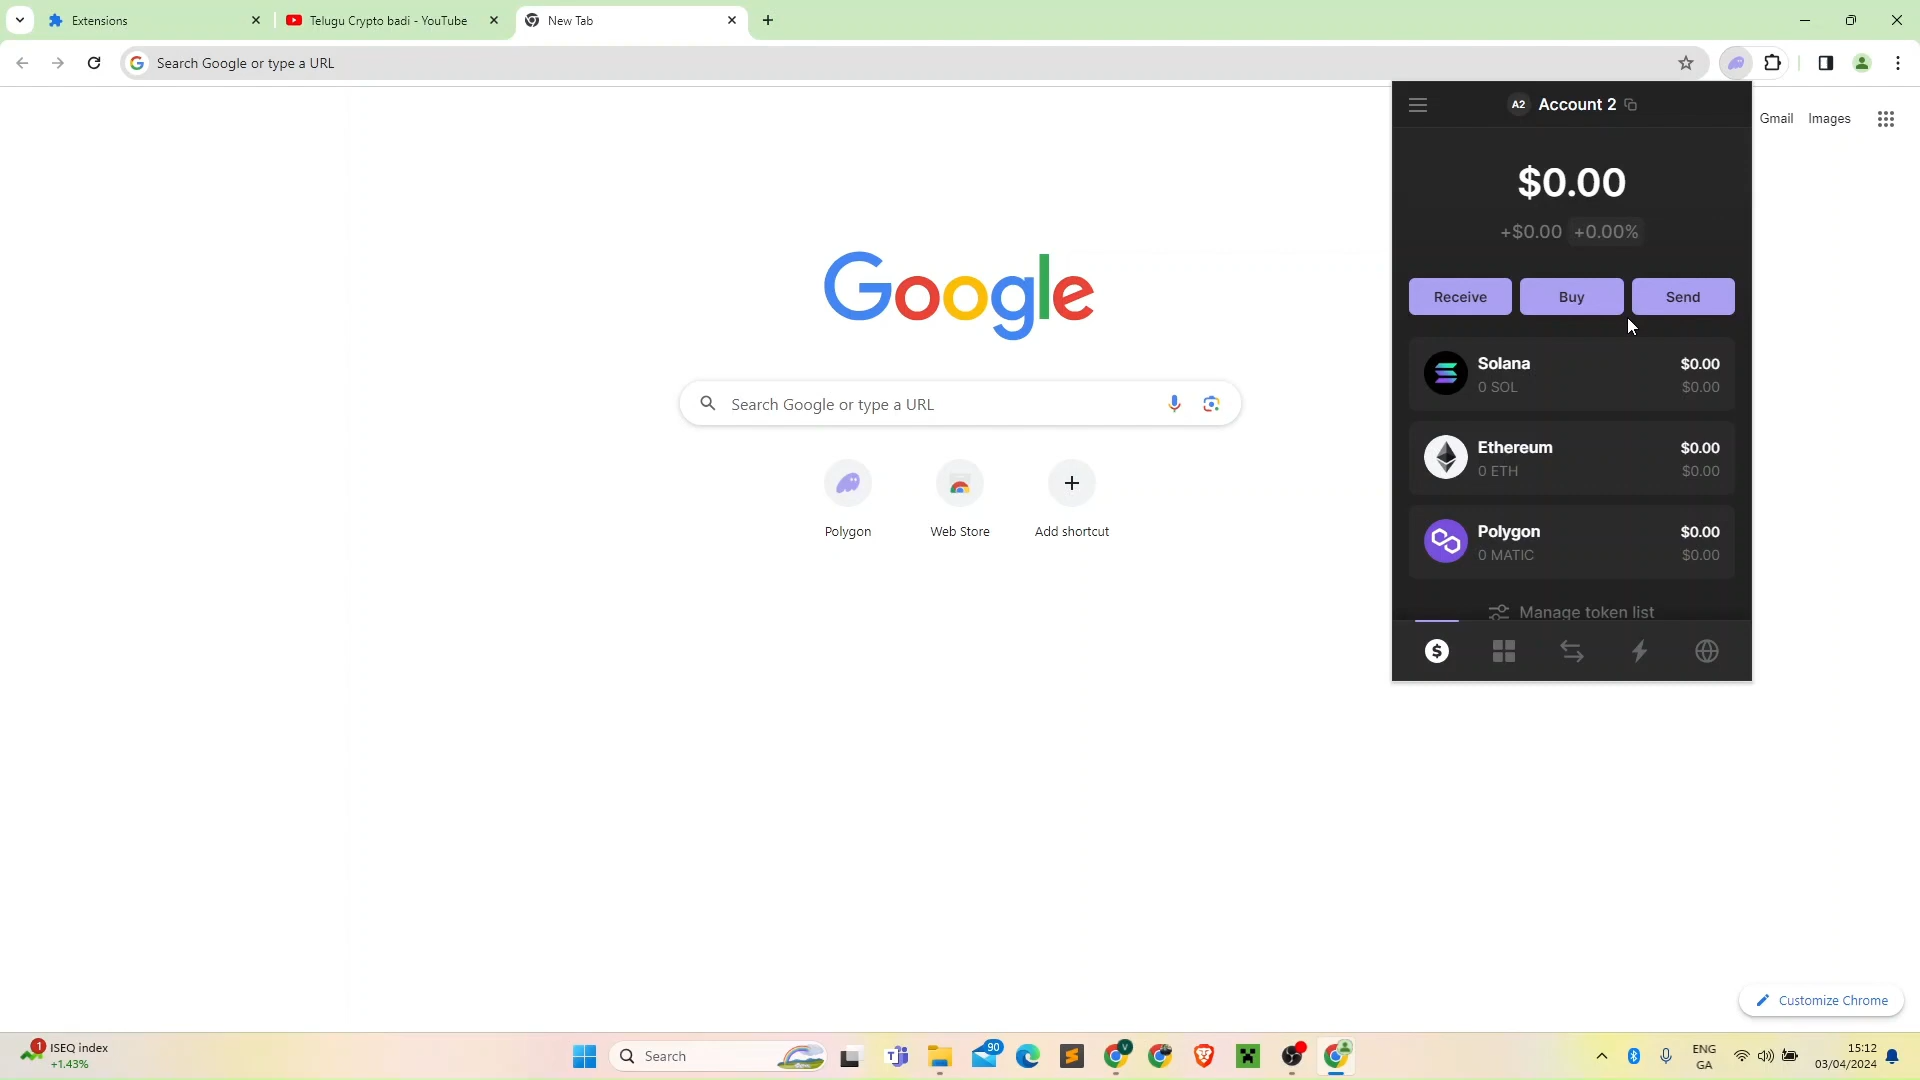 Extensions
Telugu Crypto badi - YouTube
New Tab
Search Google or type a URL
Gmail
Images
A2 Account 2
$0.00
+$0.00 +0.00%
Receive
Buy
Send
Solana
$0.00
0 SOL
$0.00
Ethereum
$0.00
0 ETH
$0.00
Polygon
$0.00
0 MATIC
$0.00
Manage token list
Google
Search Google or type a URL
Polygon
Web Store
Add shortcut
Customize Chrome
1
ISEQ index
+1.43%
Search
90
V
ENG
GA
15:12
03/04/2024